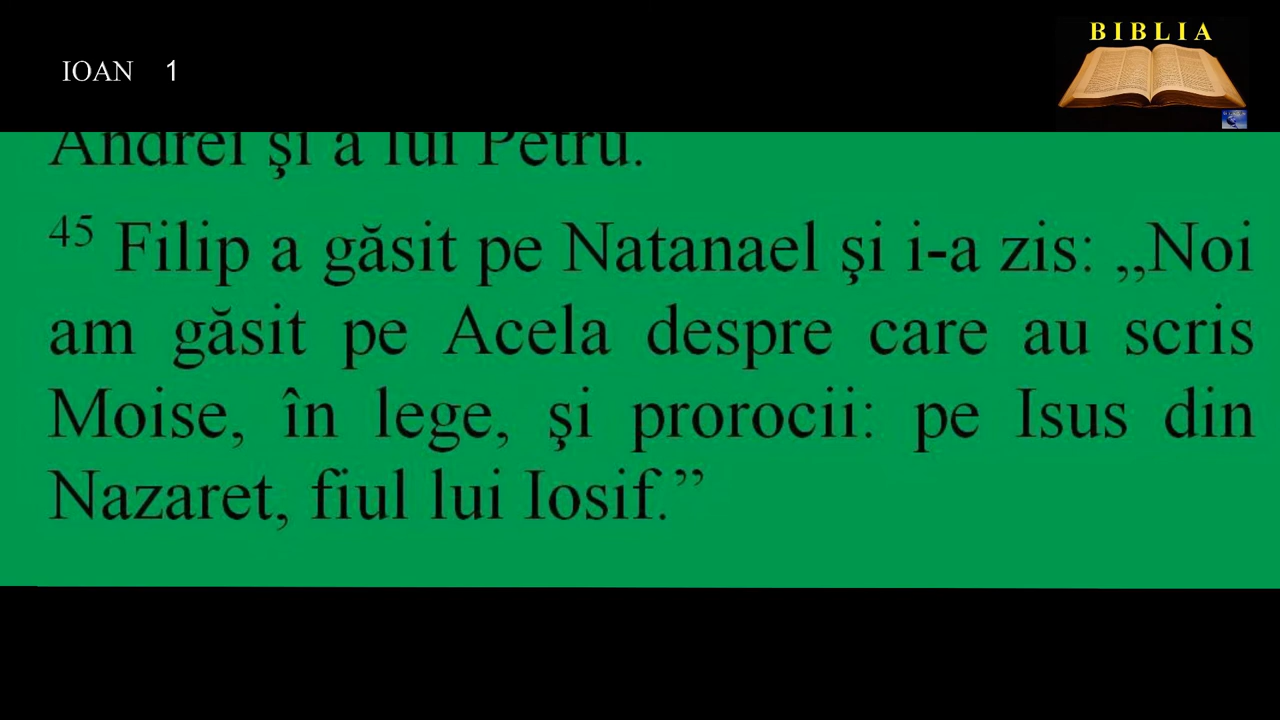 BIBLIA
IOAN 1
Andrei şi a lui Petru.
45 Filip a găsit pe Natanael şi i-a zis: „Noi
am găsit pe Acela despre care au scris
Moise, în lege, şi prorocii: pe Isus din
Nazaret, fiul lui Iosif.”